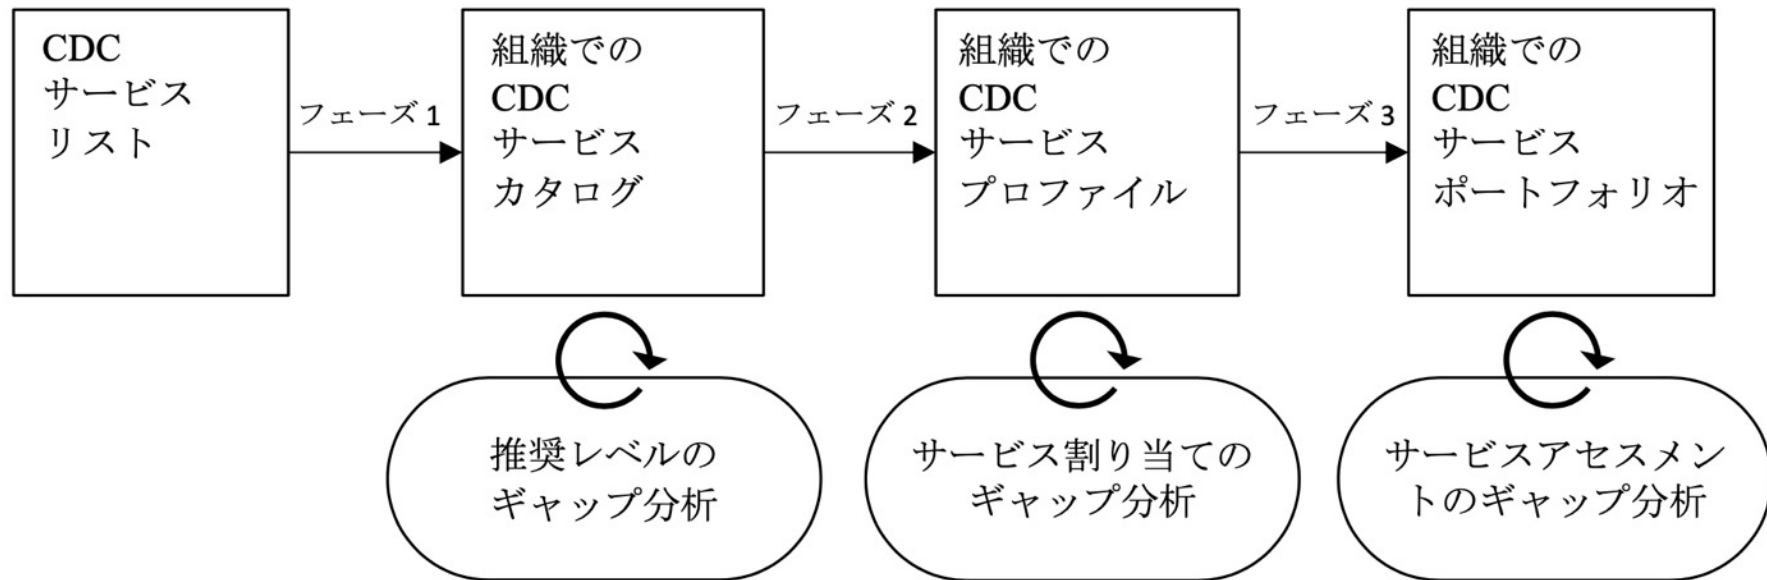 CDC
サービス
リスト
フェーズ 1
組織での
CDC
サービス
カタログ
フェーズ 2
組織での
CDC
サービス
プロファイル
フェーズ 3
組織での
CDC
サービス
ポートフォリオ
推奨レベルの
ギャップ分析
サービス割り当ての
ギャップ分析
サービスアセスメン
トのギャップ分析